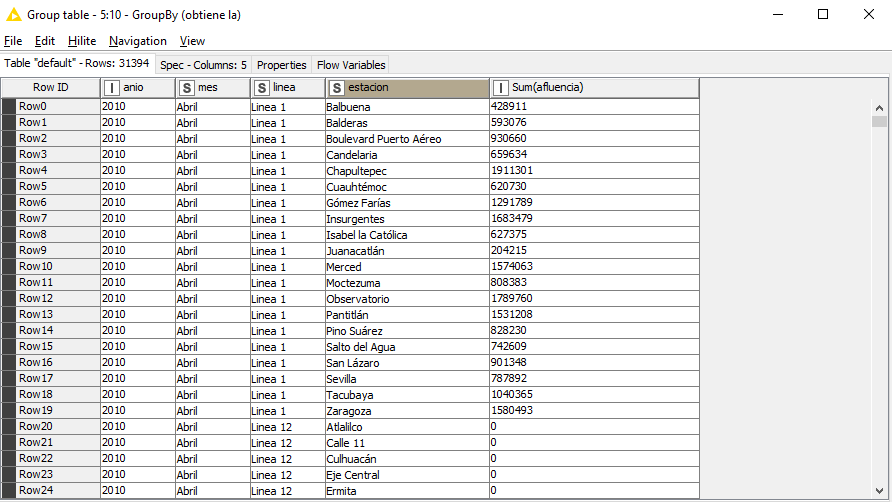 Group table - 5:10 - GroupBy (obtiene la)
File Edit Hilite Navigation View
Table "default" - Rows: 31394 Spec - Columns: 5 Properties Flow Variables
Row ID I anio S mes S linea S estacion I Sum(afluencia)
Row0 2010 Abril Linea 1 Balbuena 428911
Row1 2010 Abril Linea 1 Balderas 593076
Row2 2010 Abril Linea 1 Boulevard Puerto Aéreo 930660
Row3 2010 Abril Linea 1 Candelaria 659634
Row4 2010 Abril Linea 1 Chapultepec 1911301
Row5 2010 Abril Linea 1 Cuauhtémoc 620730
Row6 2010 Abril Linea 1 Gómez Farías 1291789
Row7 2010 Abril Linea 1 Insurgentes 1683479
Row8 2010 Abril Linea 1 Isabel la Católica 627375
Row9 2010 Abril Linea 1 Juanacatlán 204215
Row10 2010 Abril Linea 1 Merced 1574063
Row11 2010 Abril Linea 1 Moctezuma 808383
Row12 2010 Abril Linea 1 Observatorio 1789760
Row13 2010 Abril Linea 1 Pantitlán 1531208
Row14 2010 Abril Linea 1 Pino Suárez 828230
Row15 2010 Abril Linea 1 Salto del Agua 742609
Row16 2010 Abril Linea 1 San Lázaro 901348
Row17 2010 Abril Linea 1 Sevilla 787892
Row18 2010 Abril Linea 1 Tacubaya 1040365
Row19 2010 Abril Linea 1 Zaragoza 1580493
Row20 2010 Abril Linea 12 Atlalilco 0
Row21 2010 Abril Linea 12 Calle 11 0
Row22 2010 Abril Linea 12 Culhuacán 0
Row23 2010 Abril Linea 12 Eje Central 0
Row24 2010 Abril Linea 12 Ermita 0